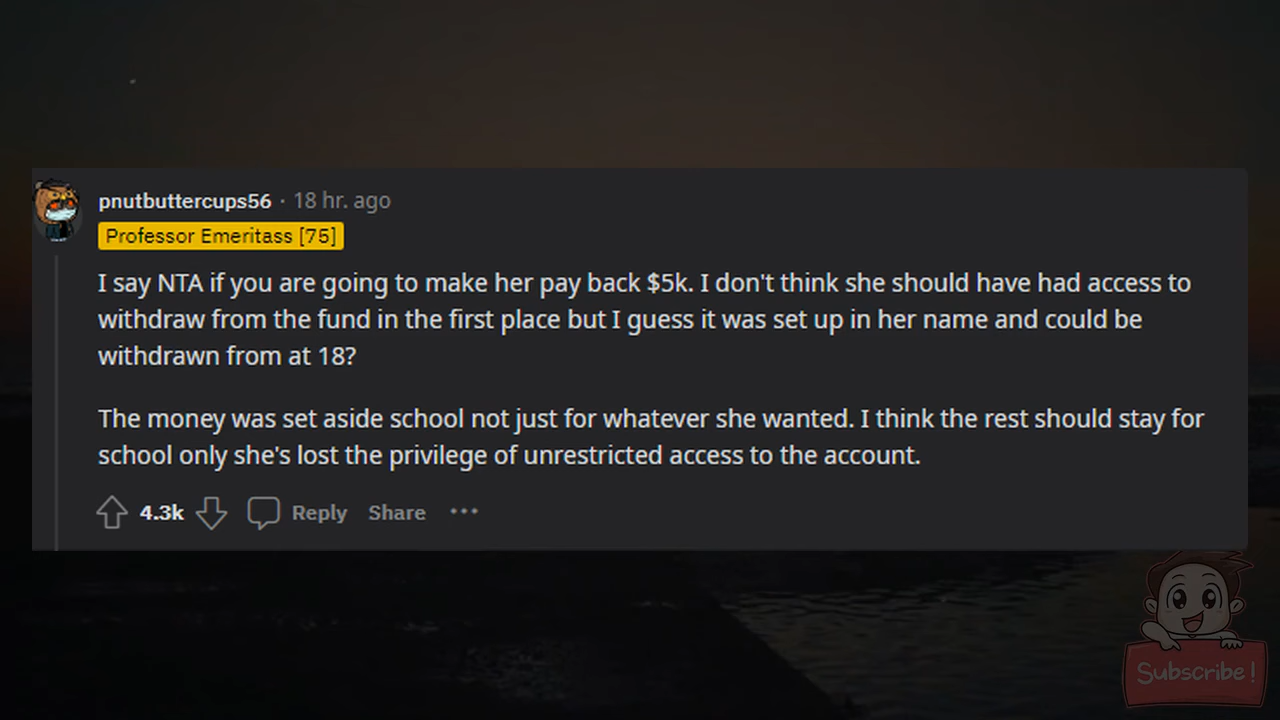 pnutbuttercups56 · 18 hr. ago
Professor Emeritass [75]
I say NTA if you are going to make her pay back $5k. I don't think she should have had access to
withdraw from the fund in the first place but I guess it was set up in her name and could be
withdrawn from at 18?
The money was set aside school not just for whatever she wanted. I think the rest should stay for
school only she's lost the privilege of unrestricted access to the account.
4.3k Reply Share ···
Subscribe!